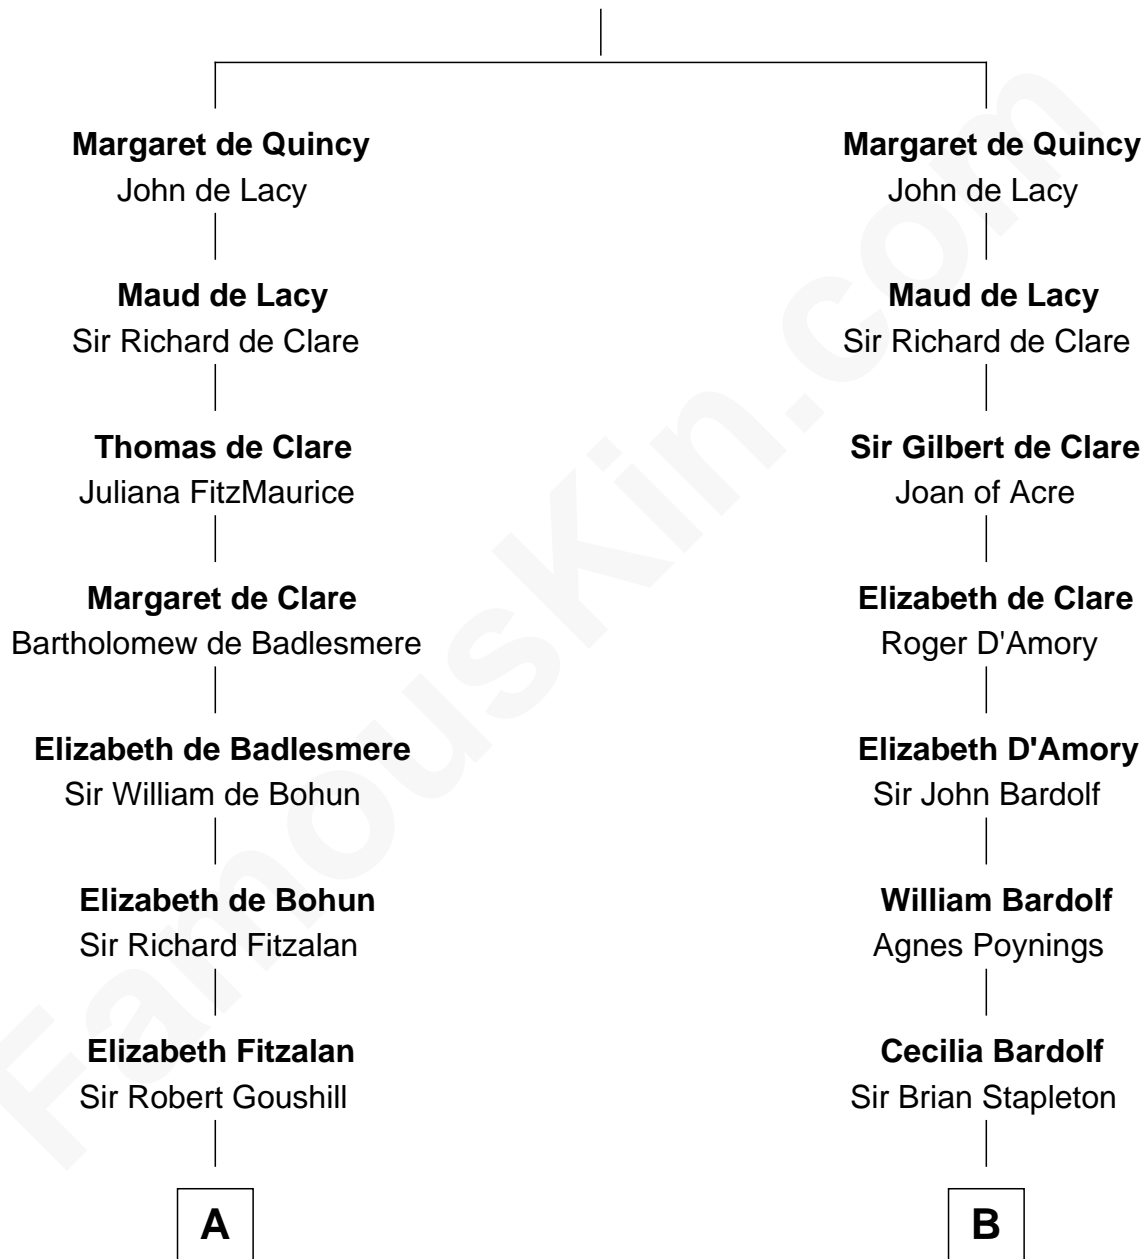 Margaret de Quincy
John de Lacy
Maud de Lacy
Sir Richard de Clare
Thomas de Clare
Juliana FitzMaurice
Margaret de Clare
Bartholomew de Badlesmere
Elizabeth de Badlesmere
Sir William de Bohun
Elizabeth de Bohun
Sir Richard Fitzalan
Elizabeth Fitzalan
Sir Robert Goushill
A
Margaret de Quincy
John de Lacy
Maud de Lacy
Sir Richard de Clare
Sir Gilbert de Clare
Joan of Acre
Elizabeth de Clare
Roger D'Amory
Elizabeth D'Amory
Sir John Bardolf
William Bardolf
Agnes Poynings
Cecilia Bardolf
Sir Brian Stapleton
B
FamousKin.com